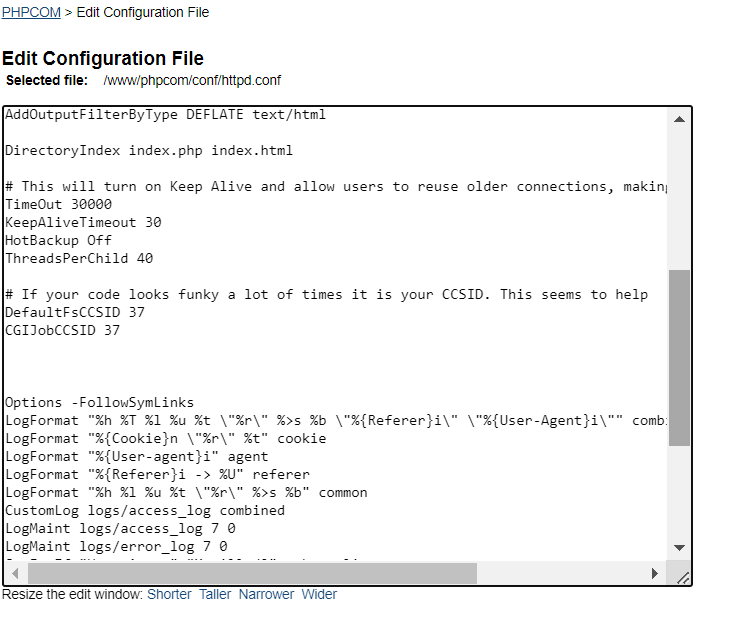 PHPCOM > Edit Configuration File
Edit Configuration File
Selected file: /www/phpcom/conf/httpd.conf
AddOutputFilterByType DEFLATE text/html
DirectoryIndex index.php index.html
# This will turn on Keep Alive and allow users to reuse older connections, making
TimeOut 30000
KeepAliveTimeout 30
HotBackup Off
ThreadsPerChild 40
# If your code looks funky a lot of times it is your CCSID. This seems to help
DefaultFsCCSID 37
CGIJobCCSID 37
Options -FollowSymLinks
LogFormat "%h %T %l %u %t \"%r\" %>s %b \"%{Referer}i\" \"%{User-Agent}i\"" comb
LogFormat "%{Cookie}n \"%r\" %t" cookie
LogFormat "%{User-agent}i" agent
LogFormat "%{Referer}i -> %U" referer
LogFormat "%h %l %u %t \"%r\" %>s %b" common
CustomLog logs/access_log combined
LogMaint logs/access_log 7 0
LogMaint logs/error_log 7 0
Resize the edit window: Shorter Taller Narrower Wider